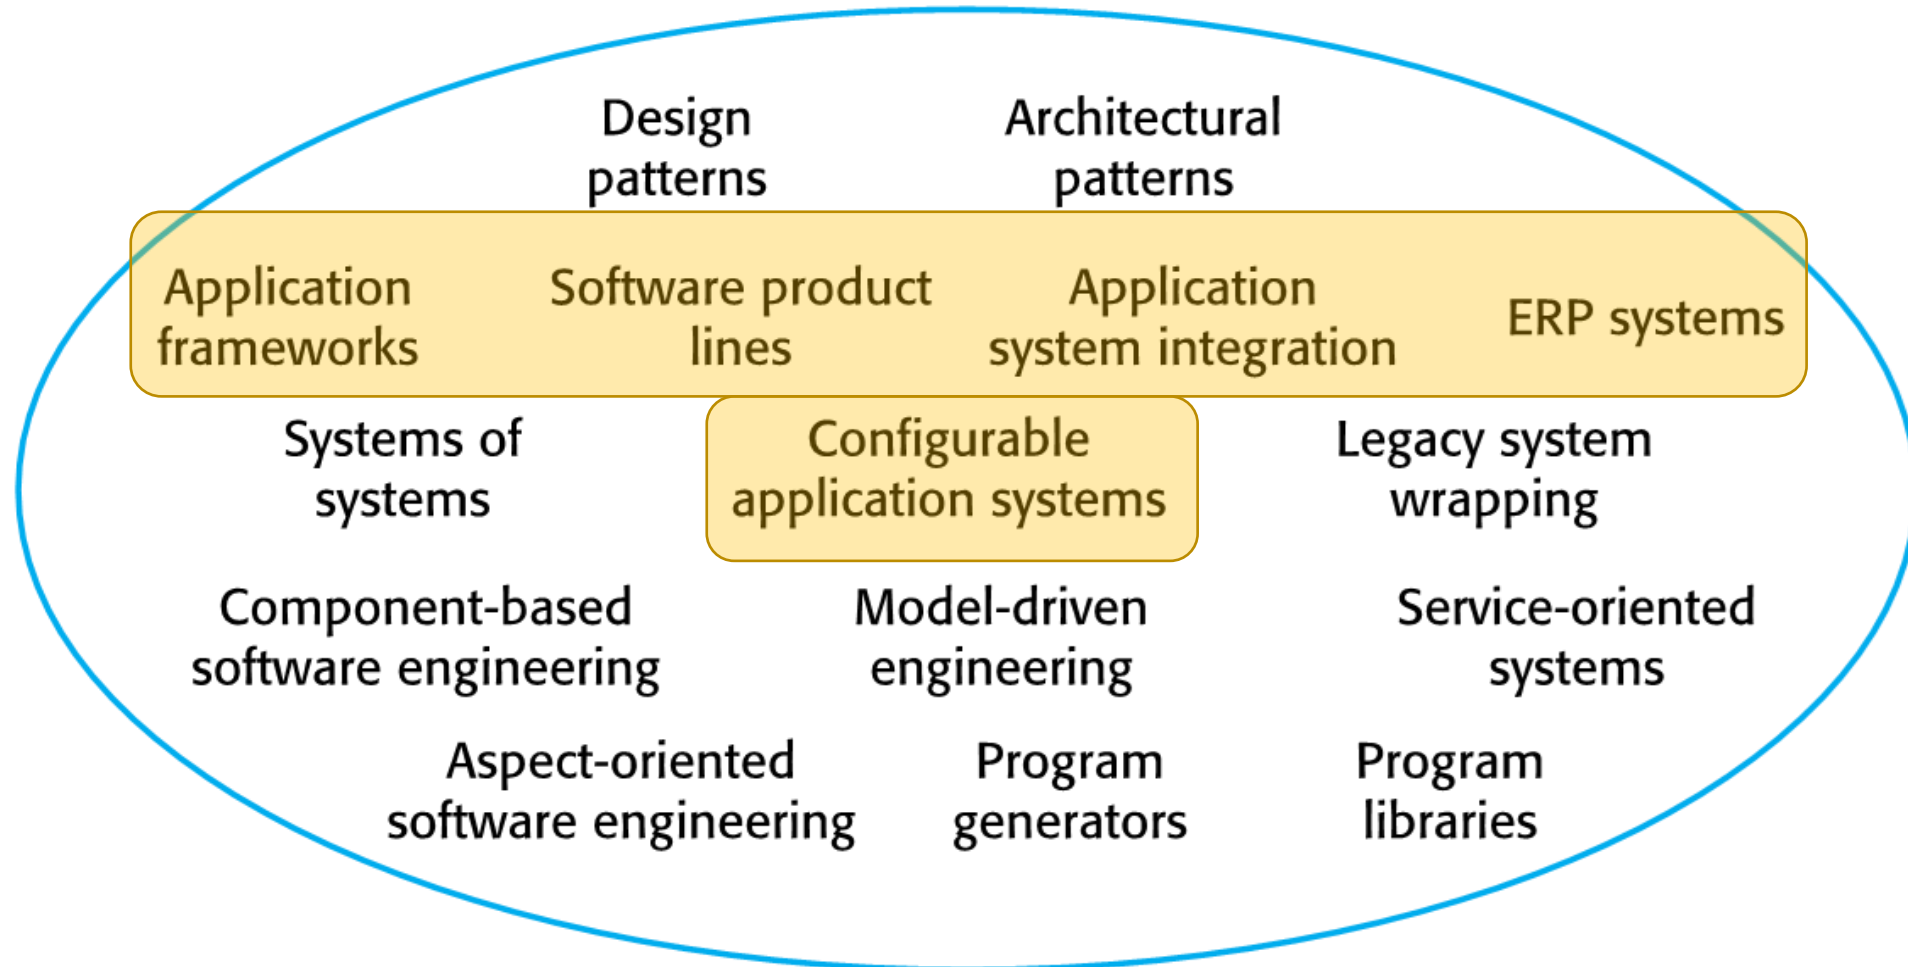 Design
patterns
Architectural
patterns
Application
frameworks
Software product
lines
Application
system integration
ERP systems
Systems of
systems
Configurable
application systems
Legacy system
wrapping
Component-based
software engineering
Model-driven
engineering
Service-oriented
systems
Aspect-oriented
software engineering
Program
generators
Program
libraries